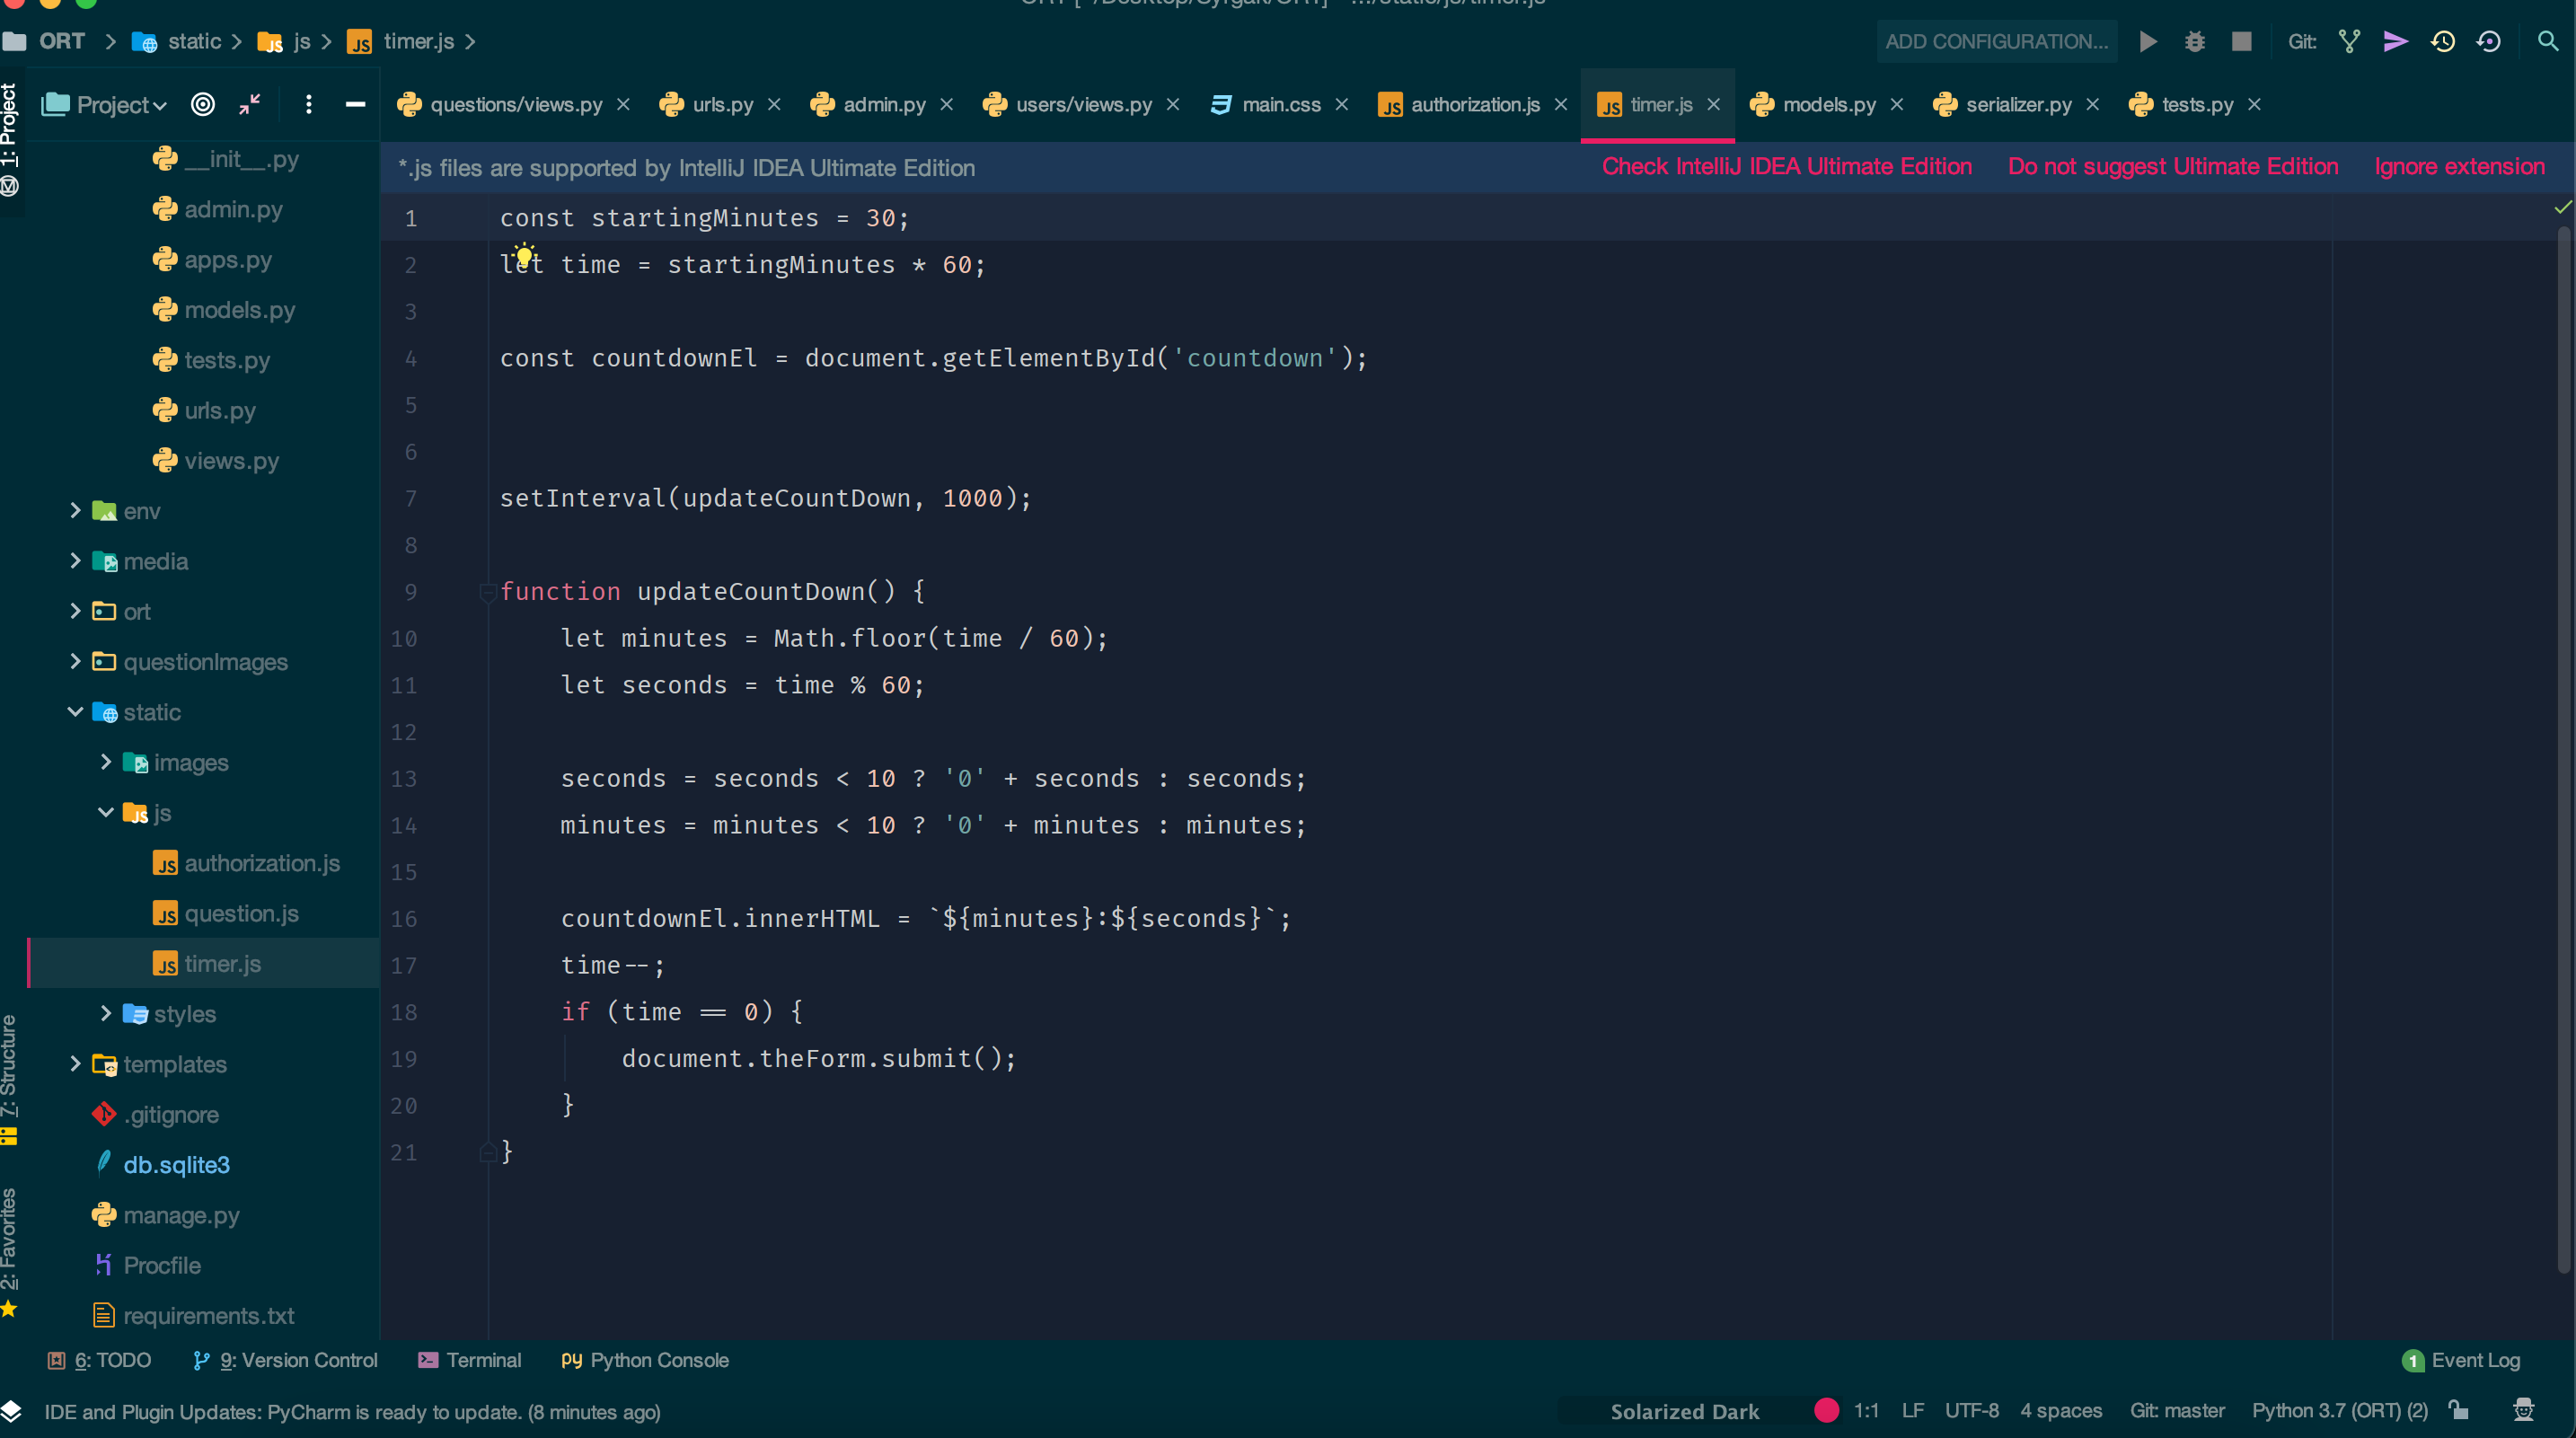 ORT static js timer.js
ADD CONFIGURATION...
Git:
1: Project
Project
questions/views.py urls.py admin.py users/views.py main.css authorization.js timer.js models.py serializer.py tests.py
*.js files are supported by IntelliJ IDEA Ultimate Edition
Check IntelliJ IDEA Ultimate Edition Do not suggest Ultimate Edition Ignore extension
__init__.py
admin.py
apps.py
models.py
tests.py
urls.py
views.py
env
media
ort
questionImages
static
images
js
authorization.js
question.js
timer.js
styles
templates
.gitignore
db.sqlite3
manage.py
Procfile
requirements.txt
7: Structure
2: Favorites
1 const startingMinutes = 30;
2 let time = startingMinutes * 60;
3
4 const countdownEl = document.getElementById('countdown');
5
6
7 setInterval(updateCountDown, 1000);
8
9 function updateCountDown() {
10 let minutes = Math.floor(time / 60);
11 let seconds = time % 60;
12
13 seconds = seconds < 10 ? '0' + seconds : seconds;
14 minutes = minutes < 10 ? '0' + minutes : minutes;
15
16 countdownEl.innerHTML = `${minutes}:${seconds}`;
17 time--;
18 if (time == 0) {
19 document.theForm.submit();
20 }
21 }
6: TODO 9: Version Control Terminal Python Console
1 Event Log
IDE and Plugin Updates: PyCharm is ready to update. (8 minutes ago)
Solarized Dark 1:1 LF UTF-8 4 spaces Git: master Python 3.7 (ORT) (2)